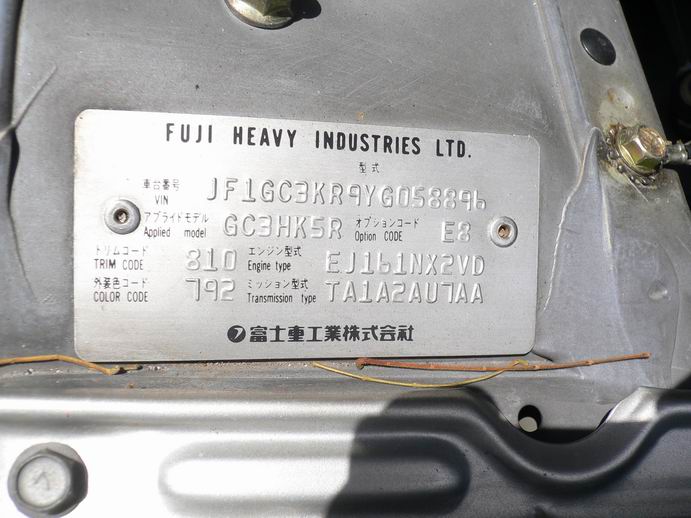 FUJI HEAVY INDUSTRIES LTD.
型式
車台番号 VIN JF1GC3KR9YG058896
アプライドモデル Applied model GC3HK5R オプションコード Option CODE E8
トリムコード TRIM CODE 810 エンジン型式 Engine type EJ161NX2VD
外装色コード COLOR CODE 792 ミッション型式 Transmission type TA1A2AU7AA
富士重工業株式会社